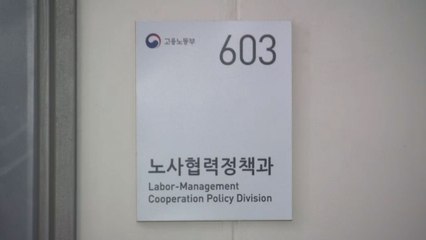 고용노동부
603
노사협력정책과
Labor-Management
Cooperation Policy Division